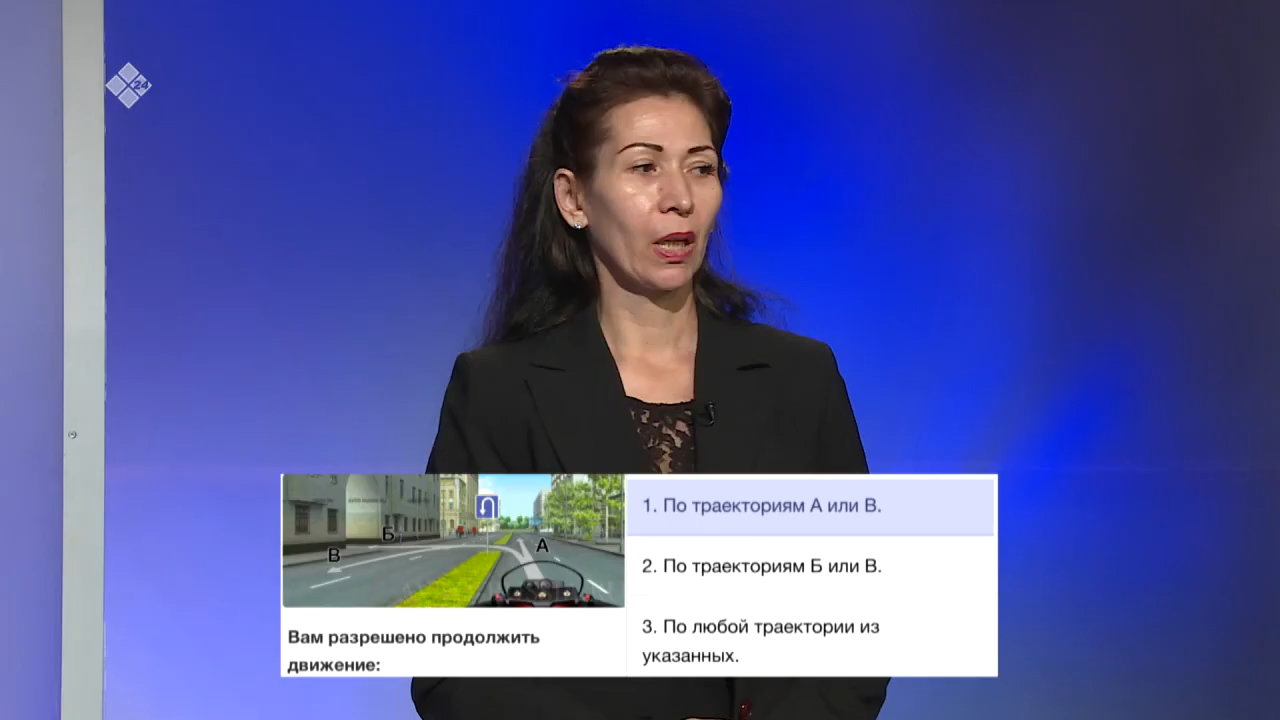 24
Б
В
А
Вам разрешено продолжить
движение:
1. По траекториям А или В.
2. По траекториям Б или В.
3. По любой траектории из
указанных.